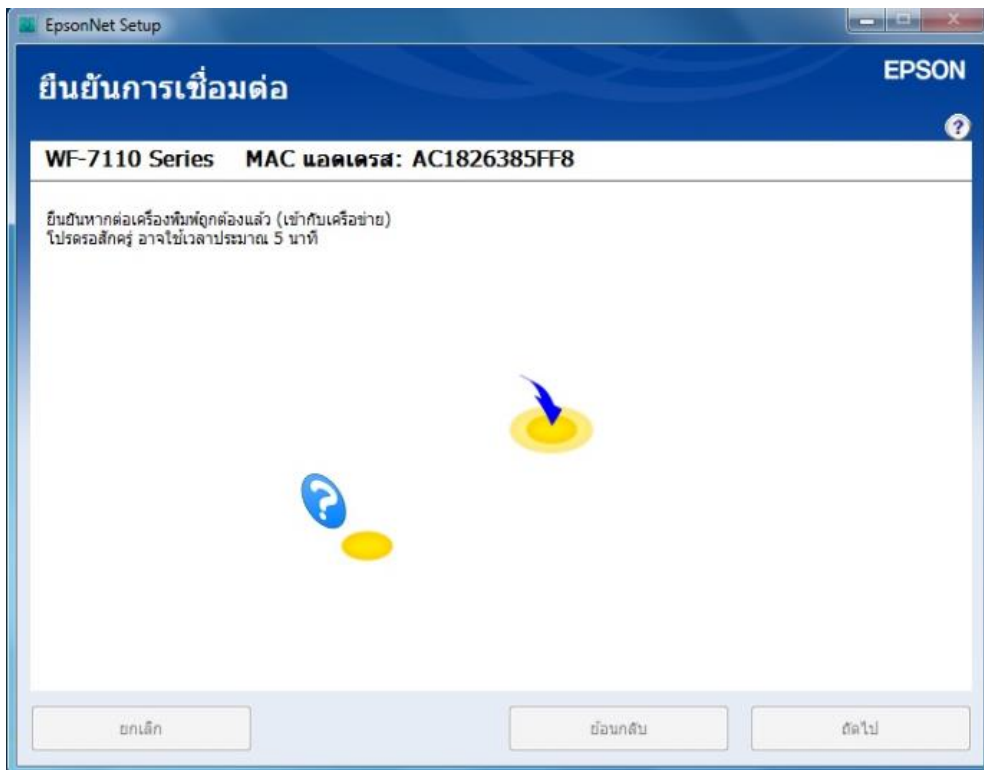 EpsonNet Setup
ยืนยันการเชื่อมต่อ
EPSON
?
WF-7110 Series MAC แอดเดรส: AC1826385FF8
ยืนยันหากต่อเครื่องพิมพ์ถูกต้องแล้ว (เข้ากับเครือข่าย)
โปรดรอสักครู่ อาจใช้เวลาประมาณ 5 นาที
?
ยกเลิก ย้อนกลับ ถัดไป